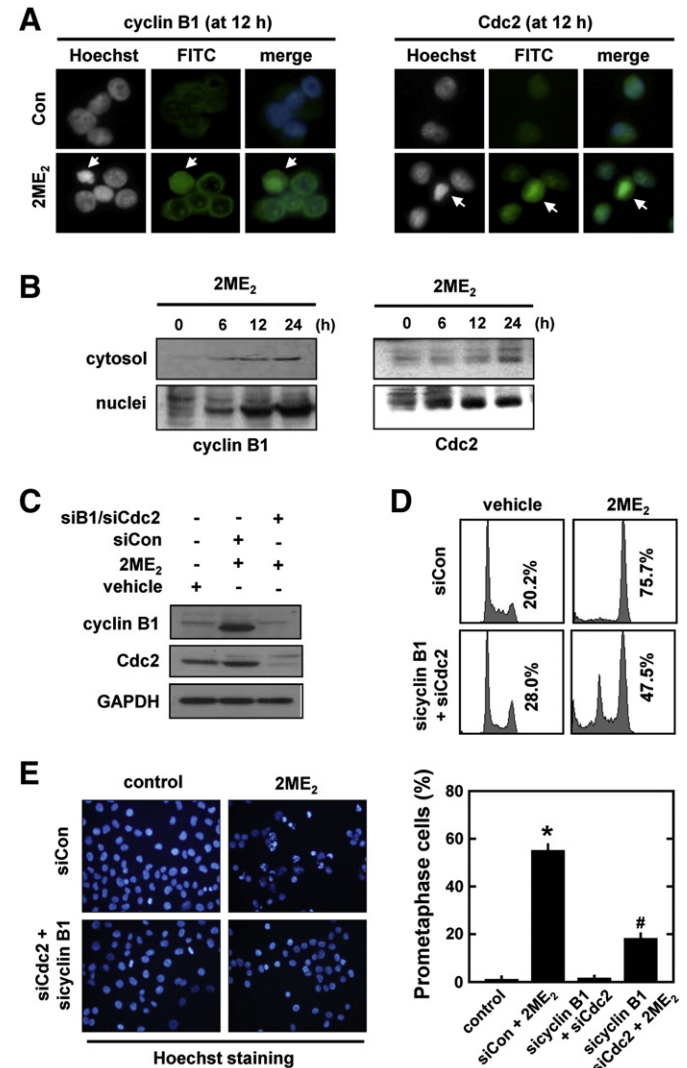 A
cyclin B1 (at 12 h)
Cdc2 (at 12 h)
Hoechst FITC merge
Hoechst FITC merge
Con
2ME2
B
2ME2
2ME2
0 6 12 24 (h)
0 6 12 24 (h)
cytosol
nuclei
cyclin B1
Cdc2
C
siB1/siCdc2 - - +
siCon - + -
2ME2 - + +
vehicle + - -
cyclin B1
Cdc2
GAPDH
D
vehicle 2ME2
siCon
20.2%
75.7%
sicyclin B1
+ siCdc2
28.0%
47.5%
E
control 2ME2
siCon
siCdc2 +
sicyclin B1
Hoechst staining
Prometaphase cells (%)
80
60
40
20
0
*
#
control
siCon + 2ME2
sicyclin B1
+ siCdc2
sicyclin B1
siCdc2 + 2ME2